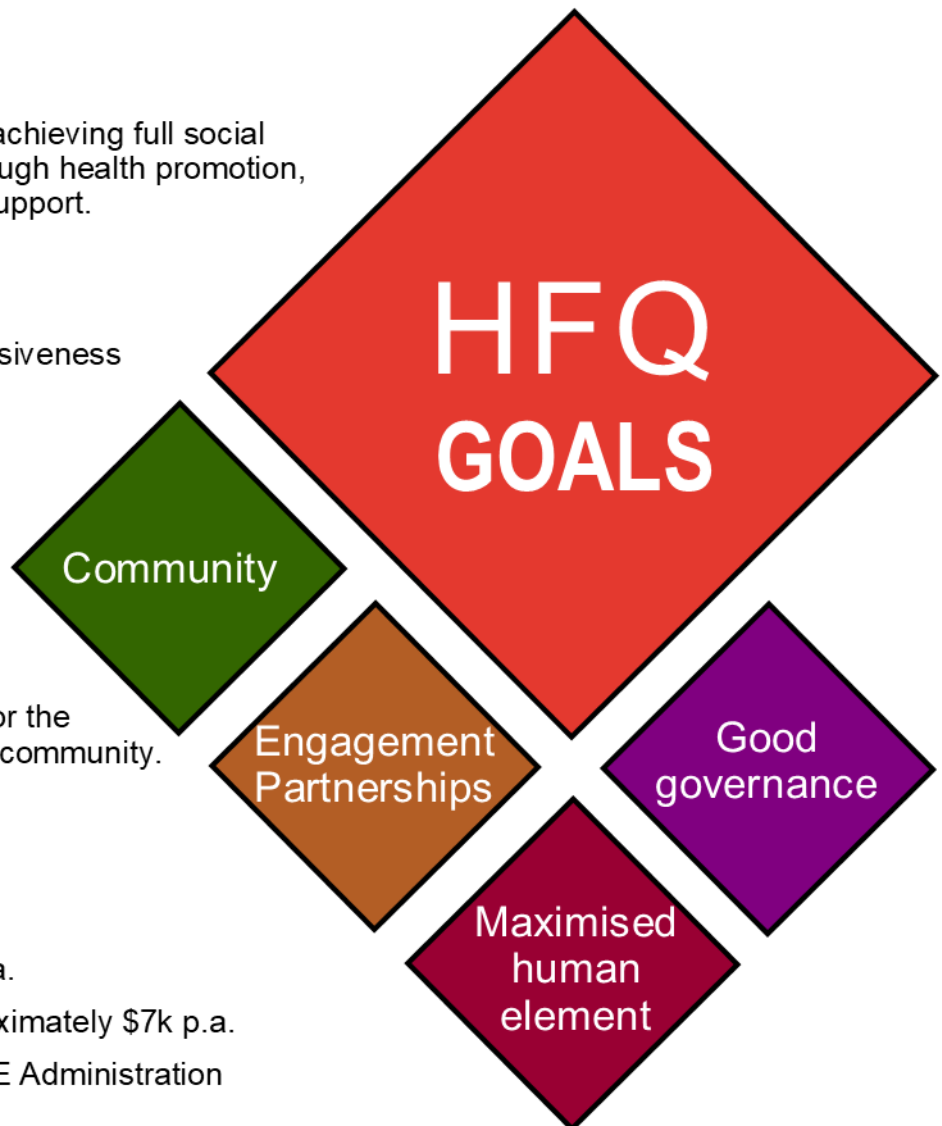 achieving full social
ugh health promotion,
upport.
HFQ
GOALS
siveness
Community
or the
community.
Engagement
Partnerships
Good
governance
Maximised
human
element
a.
ximately $7k p.a.
E Administration